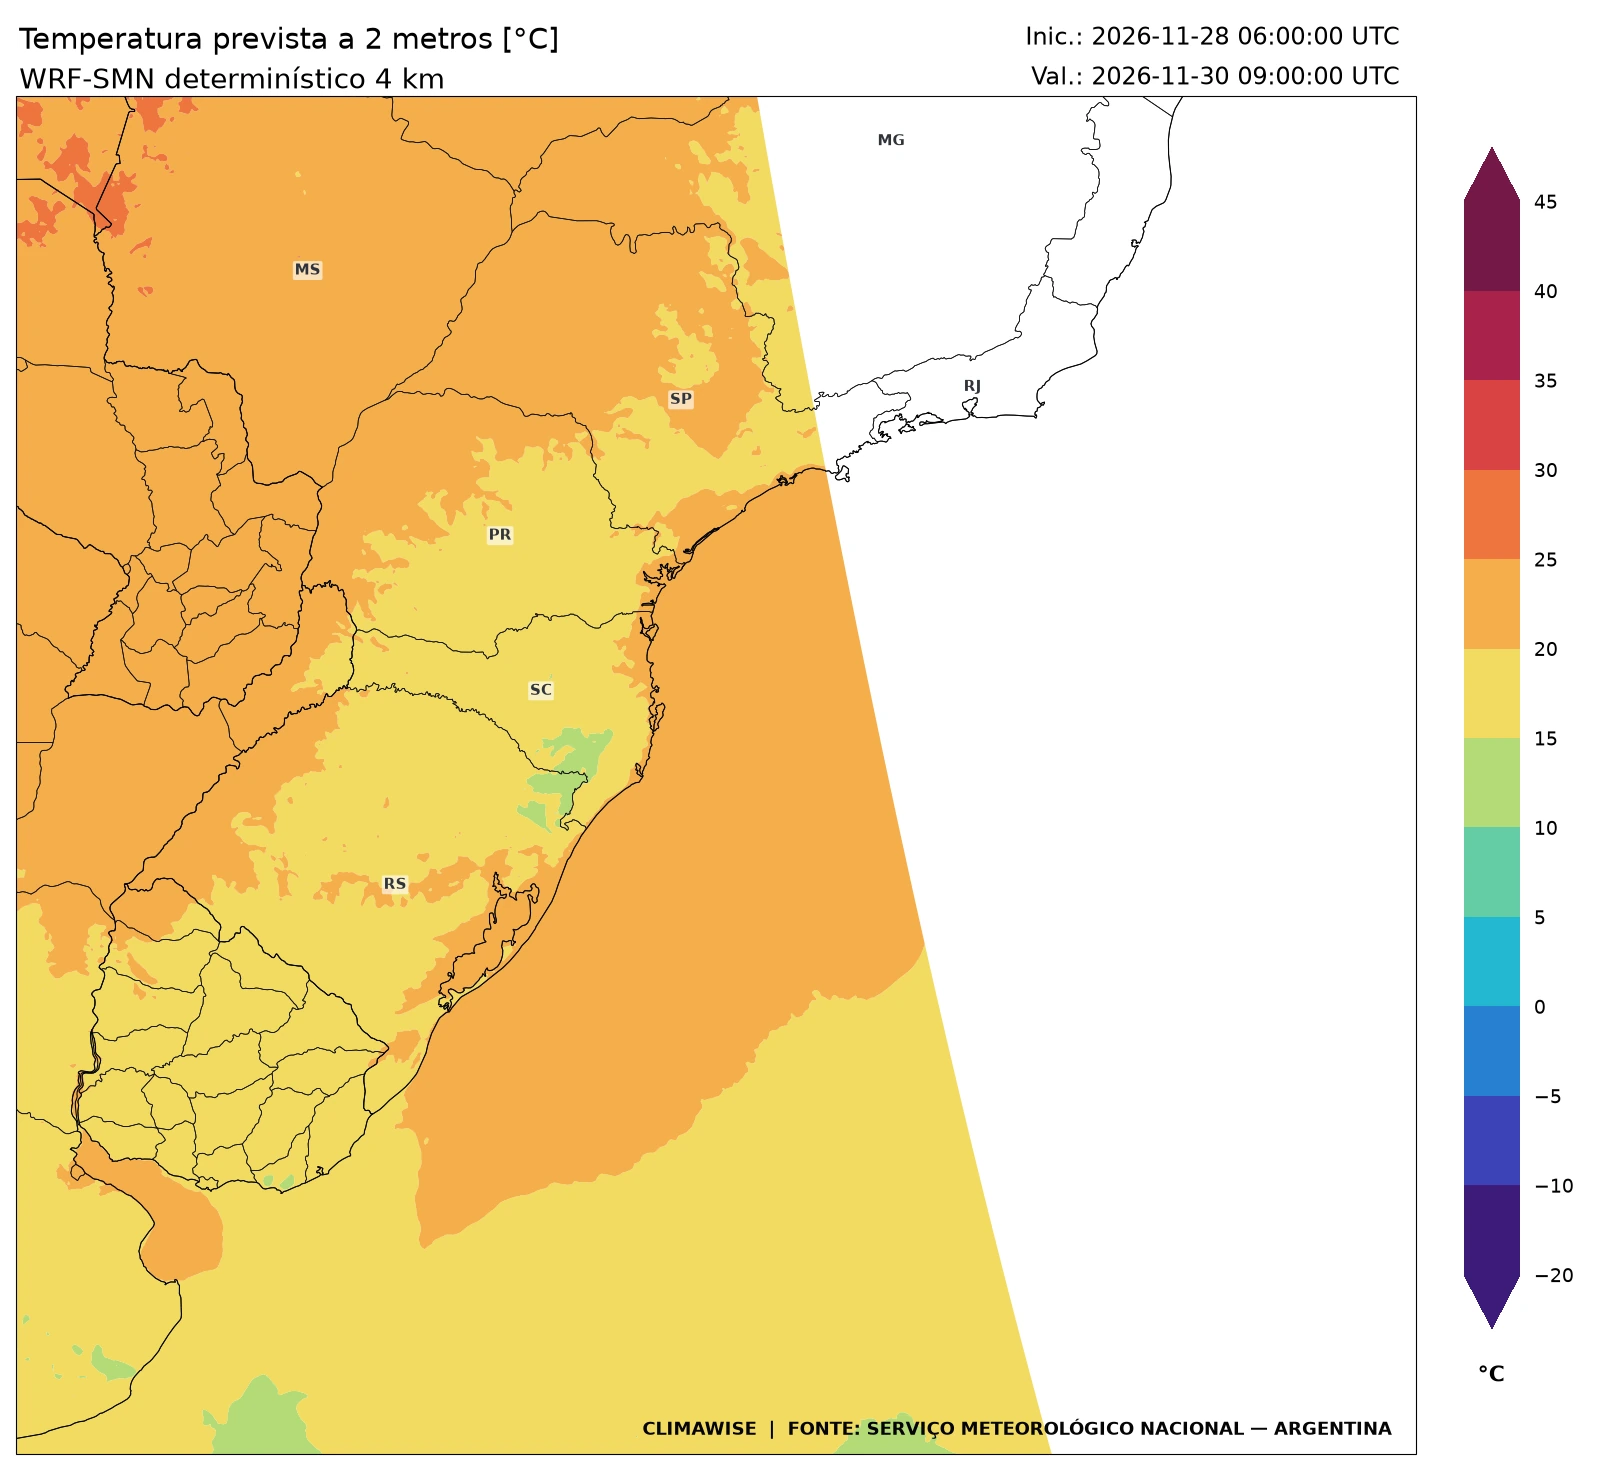 Temperatura prevista a 2 metros [°C]
WRF-SMN determinístico 4 km
Inic.: 2026-11-28 06:00:00 UTC
Val.: 2026-11-30 09:00:00 UTC
MG
MS
RJ
SP
PR
SC
RS
45
40
35
30
25
20
15
10
5
0
−5
−10
−20
°C
CLIMAWISE | FONTE: SERVIÇO METEOROLÓGICO NACIONAL — ARGENTINA